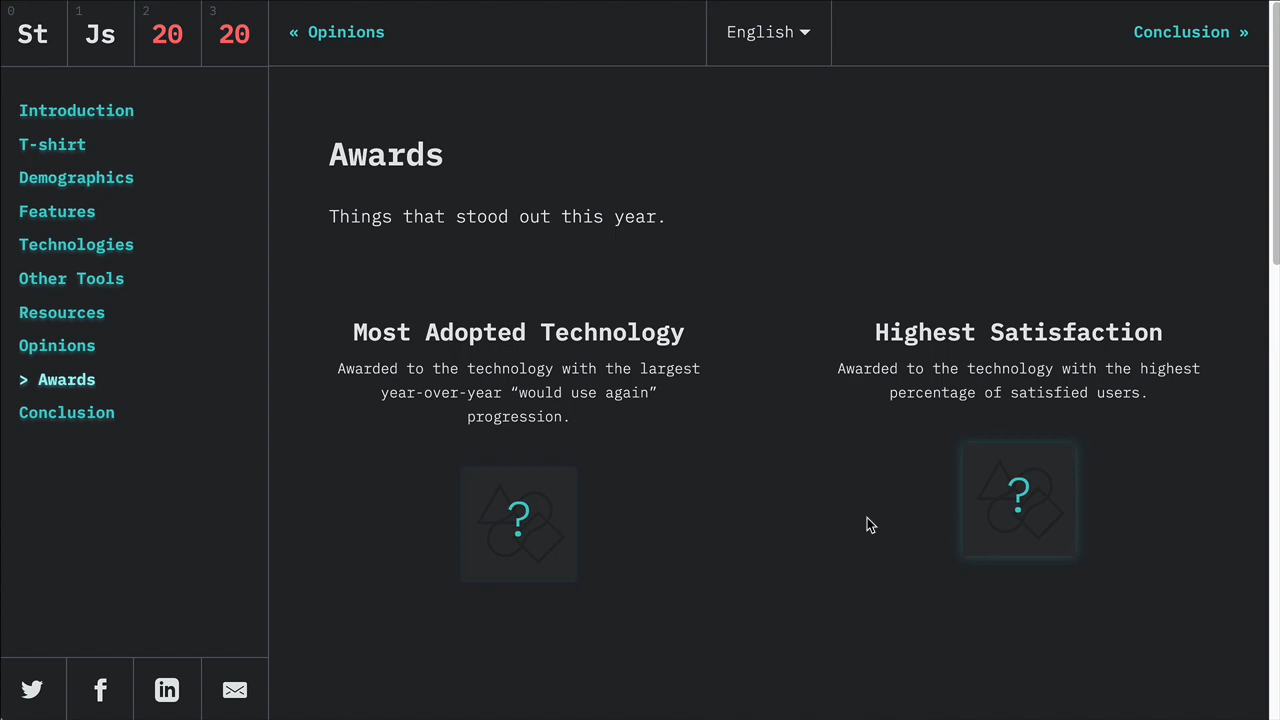 0 1 2 3
St Js 20 20
« Opinions
English
Conclusion »
Introduction
T-shirt
Demographics
Features
Technologies
Other Tools
Resources
Opinions
> Awards
Conclusion
Awards
Things that stood out this year.
Most Adopted Technology
Awarded to the technology with the largest
year-over-year “would use again”
progression.
?
Highest Satisfaction
Awarded to the technology with the highest
percentage of satisfied users.
?